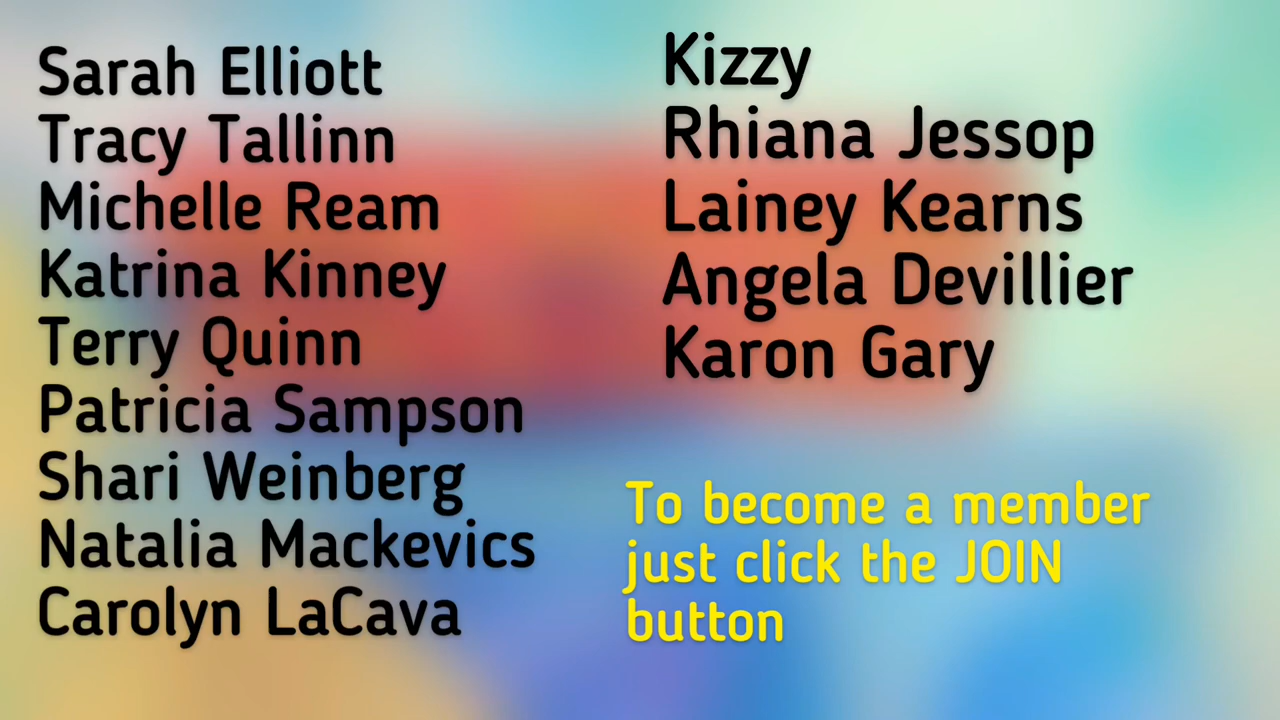 Sarah Elliott
Tracy Tallinn
Michelle Ream
Katrina Kinney
Terry Quinn
Patricia Sampson
Shari Weinberg
Natalia Mackevics
Carolyn LaCava
Kizzy
Rhiana Jessop
Lainey Kearns
Angela Devillier
Karon Gary
To become a member
just click the JOIN
button